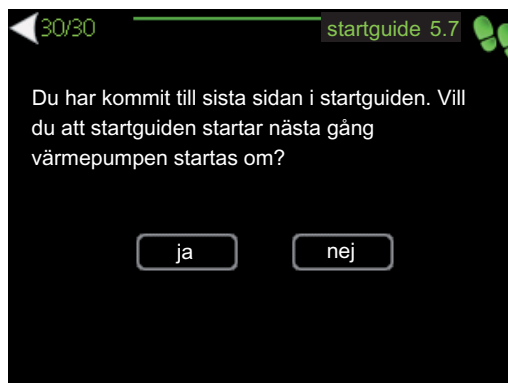 30/30
startguide 5.7
Du har kommit till sista sidan i startguiden. Vill
du att startguiden startar nästa gång
värmepumpen startas om?
ja
nej